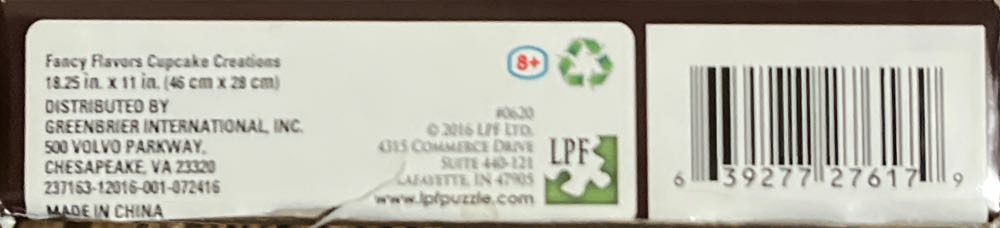 Fancy Flavors Cupcake Creations
18.25 in. x 11 in. (46 cm x 28 cm)
DISTRIBUTED BY
GREENBRIER INTERNATIONAL, INC.
500 VOLVO PARKWAY,
CHESAPEAKE, VA 23320
237163-12016-001-072416
MADE IN CHINA
8+
#0620
© 2016 LPF LTD.
4315 COMMERCE DRIVE
SUITE 440-121
LAFAYETTE, IN 47905
www.lpfpuzzle.com
LPF
6 39277 27617 9